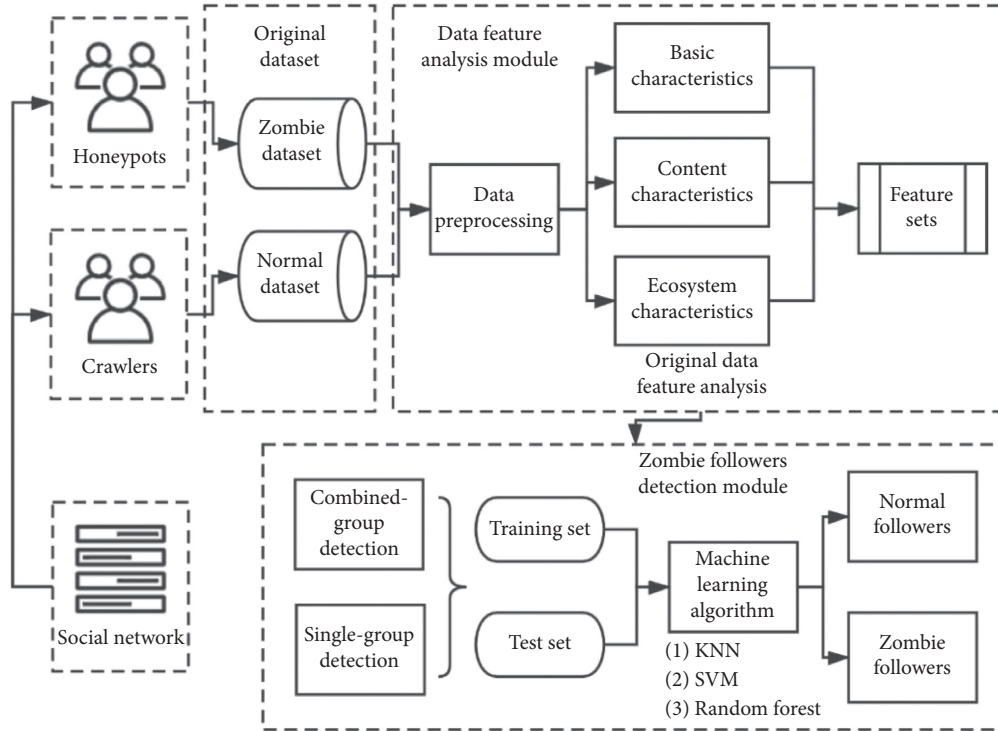 Honeypots
Crawlers
Social network
Original
dataset
Zombie
dataset
Normal
dataset
Data feature
analysis module
Data
preprocessing
Basic
characteristics
Content
characteristics
Ecosystem
characteristics
Original data
feature analysis
Feature
sets
Zombie followers
detection module
Combined-
group
detection
Single-group
detection
Training set
Test set
Machine
learning
algorithm
(1) KNN
(2) SVM
(3) Random forest
Normal
followers
Zombie
followers